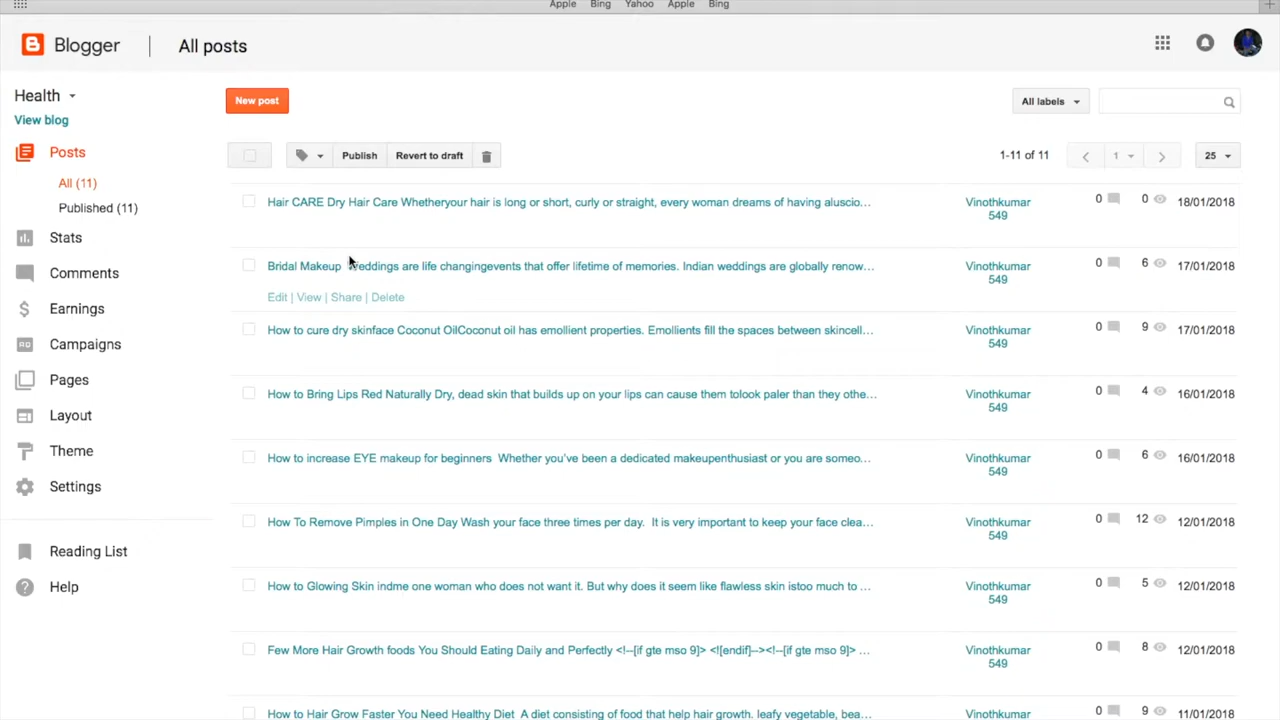 Apple Bing Yahoo Apple Bing
Blogger | All posts
Health
View blog
New post
All labels
Posts
All (11)
Published (11)
Stats
Comments
Earnings
Campaigns
Pages
Layout
Theme
Settings
Reading List
Help
Publish
Revert to draft
1-11 of 11
1
25
Hair CARE Dry Hair Care Whetheryour hair is long or short, curly or straight, every woman dreams of having aluscio… Vinothkumar 0 0 18/01/2018
549
Bridal Makeup Weddings are life changingevents that offer lifetime of memories. Indian weddings are globally renow… Vinothkumar 0 6 17/01/2018
549
Edit | View | Share | Delete
How to cure dry skinface Coconut OilCoconut oil has emollient properties. Emollients fill the spaces between skincell… Vinothkumar 0 9 17/01/2018
549
How to Bring Lips Red Naturally Dry, dead skin that builds up on your lips can cause them tolook paler than they othe… Vinothkumar 0 4 16/01/2018
549
How to increase EYE makeup for beginners Whether you've been a dedicated makeupenthusiast or you are someo… Vinothkumar 0 6 16/01/2018
549
How To Remove Pimples in One Day Wash your face three times per day. It is very important to keep your face clea… Vinothkumar 0 12 12/01/2018
549
How to Glowing Skin indme one woman who does not want it. But why does it seem like flawless skin istoo much to … Vinothkumar 0 5 12/01/2018
549
Few More Hair Growth foods You Should Eating Daily and Perfectly <!--[if gte mso 9]> <![endif]--><!--[if gte mso 9]> … Vinothkumar 0 8 12/01/2018
549
How to Hair Grow Faster You Need Healthy Diet A diet consisting of food that help hair growth. leafy vegetable, bea… Vinothkumar 0 9 11/01/2018